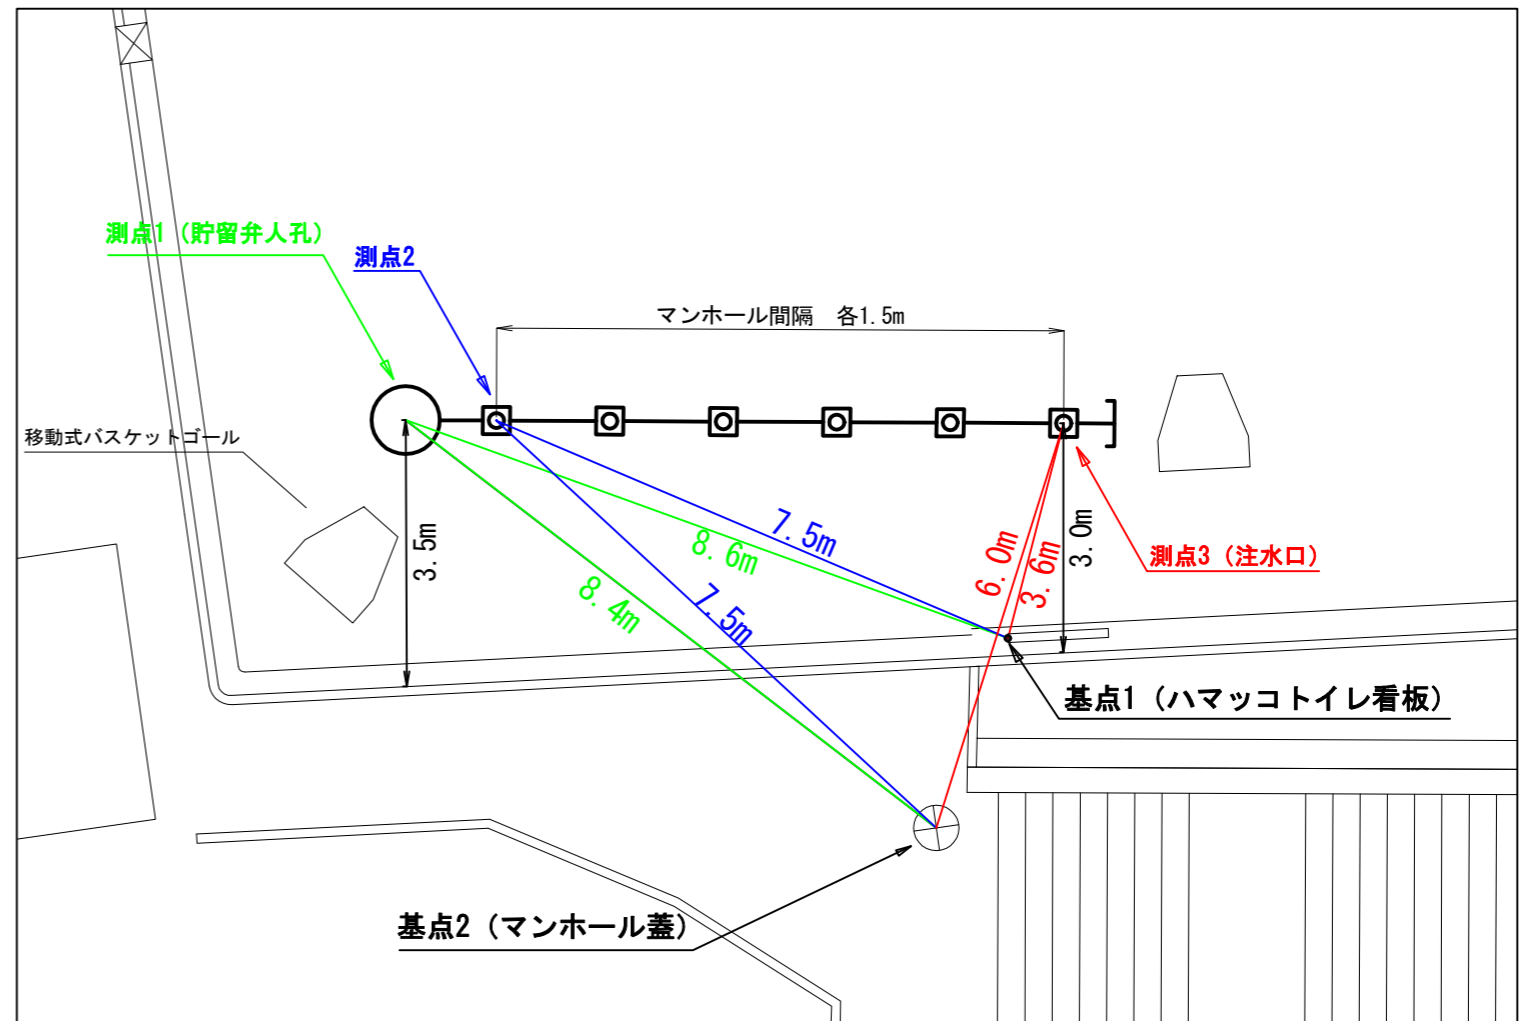 測点1（貯留弁人孔）
測点2
マンホール間隔　各1.5m
移動式バスケットゴール
3.5m
7.5m
8.6m
8.4m
7.5m
6.0m
3.6m
3.0m
測点3（注水口）
基点1（ハマッコトイレ看板）
基点2（マンホール蓋）